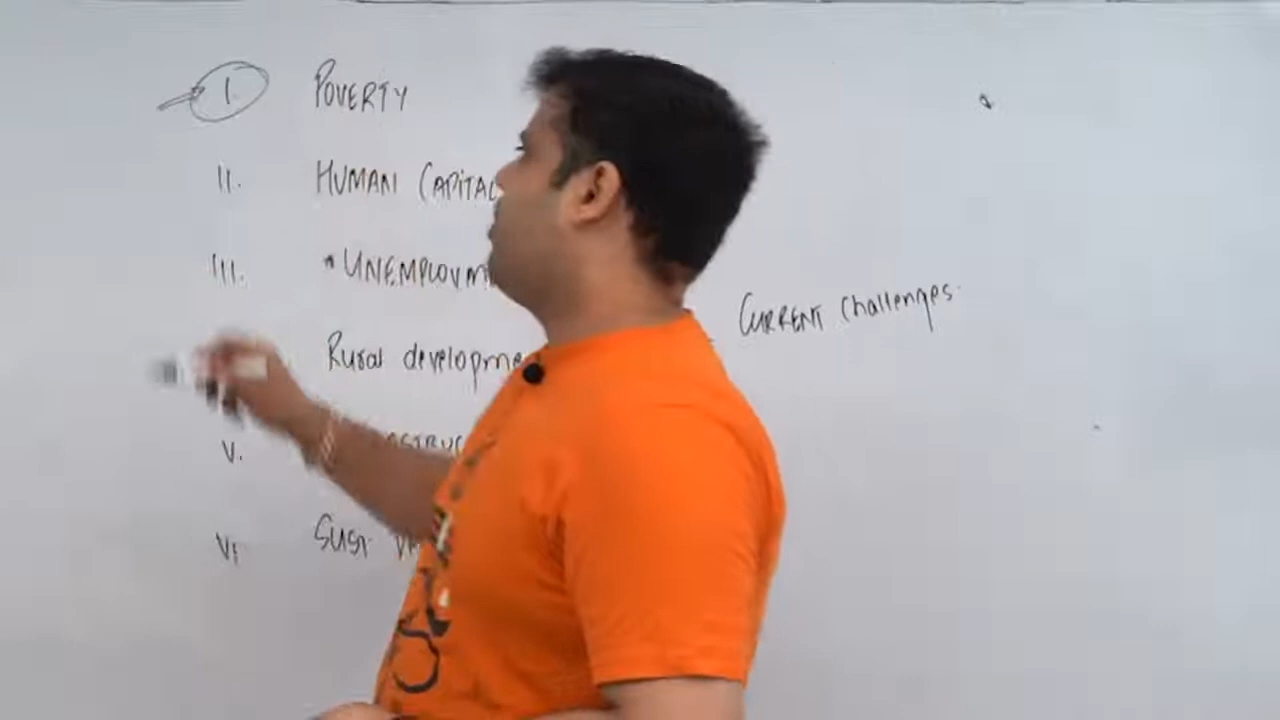 I. POVERTY
II. HUMAN CAPITAL
III. * UNEMPLOYM
Rural developme
CURRENT Challenges.
V.
VI SUST